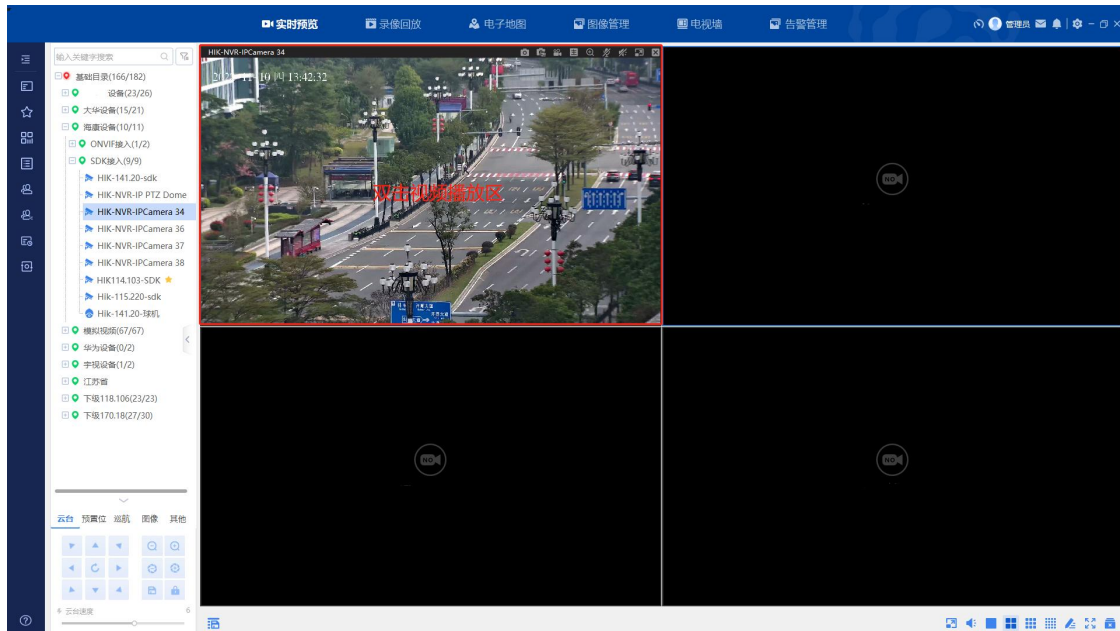 实时预览
录像回放
电子地图
图像管理
电视墙
告警管理
管理员
输入关键字搜索
基础目录(166/182)
设备(23/26)
大华设备(15/21)
海康设备(10/11)
ONVIF接入(1/2)
SDK接入(9/9)
HIK-141.20-sdk
HIK-NVR-IP PTZ Dome
HIK-NVR-IPCamera 34
HIK-NVR-IPCamera 36
HIK-NVR-IPCamera 37
HIK-NVR-IPCamera 38
HIK114.103-SDK
Hik-115.220-sdk
Hik-141.20-球机
模拟视频(67/67)
华为设备(0/2)
宇视设备(1/2)
江苏省
下级118.106(23/23)
下级170.18(27/30)
云台 预置位 巡航 图像 其他
云台速度 6
HIK-NVR-IPCamera 34
13:42:32
双击视频播放区
NO
NO
NO